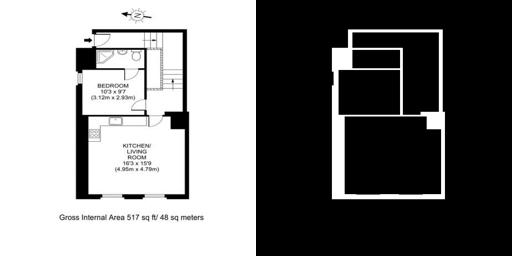 N
BEDROOM
10'3 x 9'7
(3.12m x 2.93m)
KITCHEN/
LIVING
ROOM
16'3 x 15'9
(4.95m x 4.79m)
Gross Internal Area 517 sq ft/ 48 sq meters